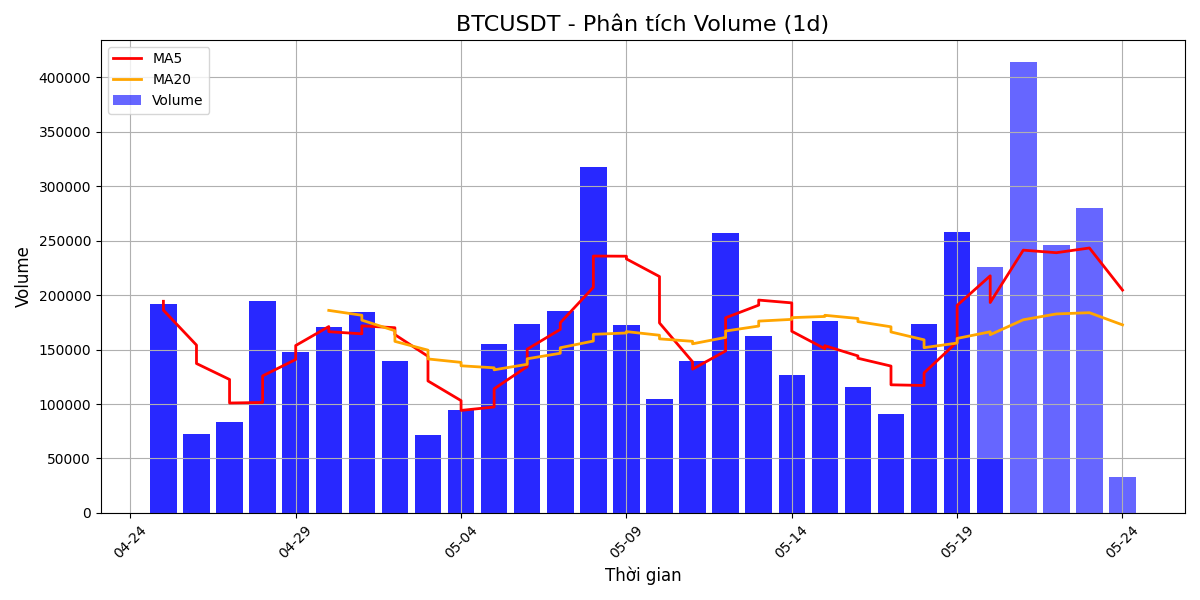 BTCUSDT - Phân tích Volume (1d)
MA5
MA20
Volume
400000
350000
300000
250000
200000
150000
100000
50000
0
Volume
04-24
04-29
05-04
05-09
05-14
05-19
05-24
Thời gian